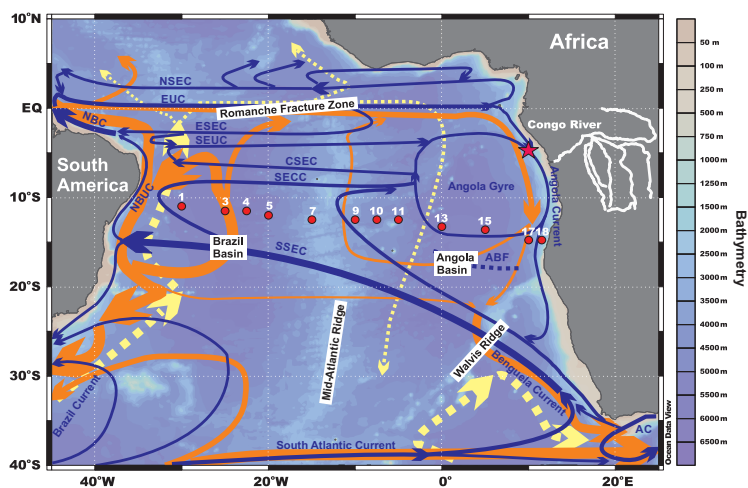 10°N
EQ
10°S
20°S
30°S
40°S
40°W
20°W
0°
20°E
Africa
South
America
Congo River
NSEC
EUC
Romanche Fracture Zone
NBC
ESEC
SEUC
CSEC
SECC
NBUC
Angola Gyre
Angola Current
1
3
4
5
7
9
10
11
13
15
17
18
Brazil
Basin
SSEC
Angola
Basin
ABF
Mid-Atlantic Ridge
Walvis Ridge
Benguela Current
Brazil Current
South Atlantic Current
AC
Ocean Data View
50 m
100 m
250 m
500 m
750 m
1000 m
1250 m
1500 m
2000 m
2500 m
3000 m
3500 m
4000 m
4500 m
5000 m
5500 m
6000 m
6500 m
Bathymetry